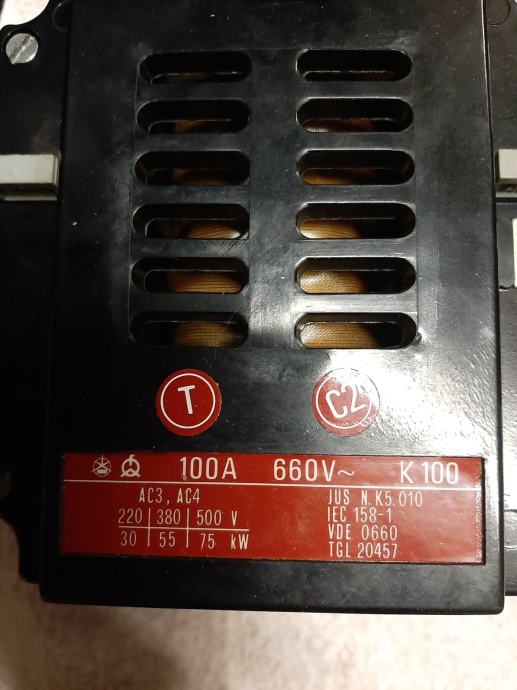 T
C2
100A 660V~ K 100
AC3, AC4
220 | 380 | 500 V
30 | 55 | 75 kW
JUS N.K5.010
IEC 158-1
VDE 0660
TGL 20457